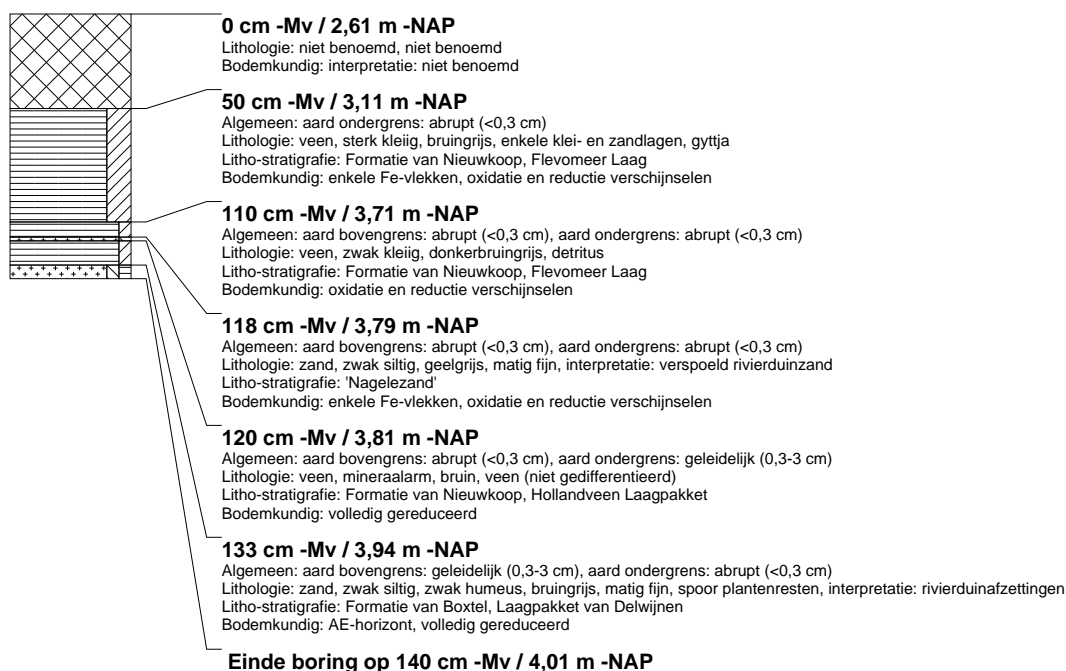 0 cm -Mv / 2,61 m -NAP
Lithologie: niet benoemd, niet benoemd
Bodemkundig: interpretatie: niet benoemd
50 cm -Mv / 3,11 m -NAP
Algemeen: aard ondergrens: abrupt (<0,3 cm)
Lithologie: veen, sterk kleiig, bruingrijs, enkele klei- en zandlagen, gyttja
Litho-stratigrafie: Formatie van Nieuwkoop, Flevomeer Laag
Bodemkundig: enkele Fe-vlekken, oxidatie en reductie verschijnselen
110 cm -Mv / 3,71 m -NAP
Algemeen: aard bovengrens: abrupt (<0,3 cm), aard ondergrens: abrupt (<0,3 cm)
Lithologie: veen, zwak kleiig, donkerbruingrijs, detritus
Litho-stratigrafie: Formatie van Nieuwkoop, Flevomeer Laag
Bodemkundig: oxidatie en reductie verschijnselen
118 cm -Mv / 3,79 m -NAP
Algemeen: aard bovengrens: abrupt (<0,3 cm), aard ondergrens: abrupt (<0,3 cm)
Lithologie: zand, zwak siltig, geelgrijs, matig fijn, interpretatie: verspoeld rivierduinzand
Litho-stratigrafie: 'Nagelezand'
Bodemkundig: enkele Fe-vlekken, oxidatie en reductie verschijnselen
120 cm -Mv / 3,81 m -NAP
Algemeen: aard bovengrens: abrupt (<0,3 cm), aard ondergrens: geleidelijk (0,3-3 cm)
Lithologie: veen, mineraalarm, bruin, veen (niet gedifferentieerd)
Litho-stratigrafie: Formatie van Nieuwkoop, Hollandveen Laagpakket
Bodemkundig: volledig gereduceerd
133 cm -Mv / 3,94 m -NAP
Algemeen: aard bovengrens: geleidelijk (0,3-3 cm), aard ondergrens: abrupt (<0,3 cm)
Lithologie: zand, zwak siltig, zwak humeus, bruingrijs, matig fijn, spoor plantenresten, interpretatie: rivierduinafzettingen
Litho-stratigrafie: Formatie van Boxtel, Laagpakket van Delwijnen
Bodemkundig: AE-horizont, volledig gereduceerd
Einde boring op 140 cm -Mv / 4,01 m -NAP